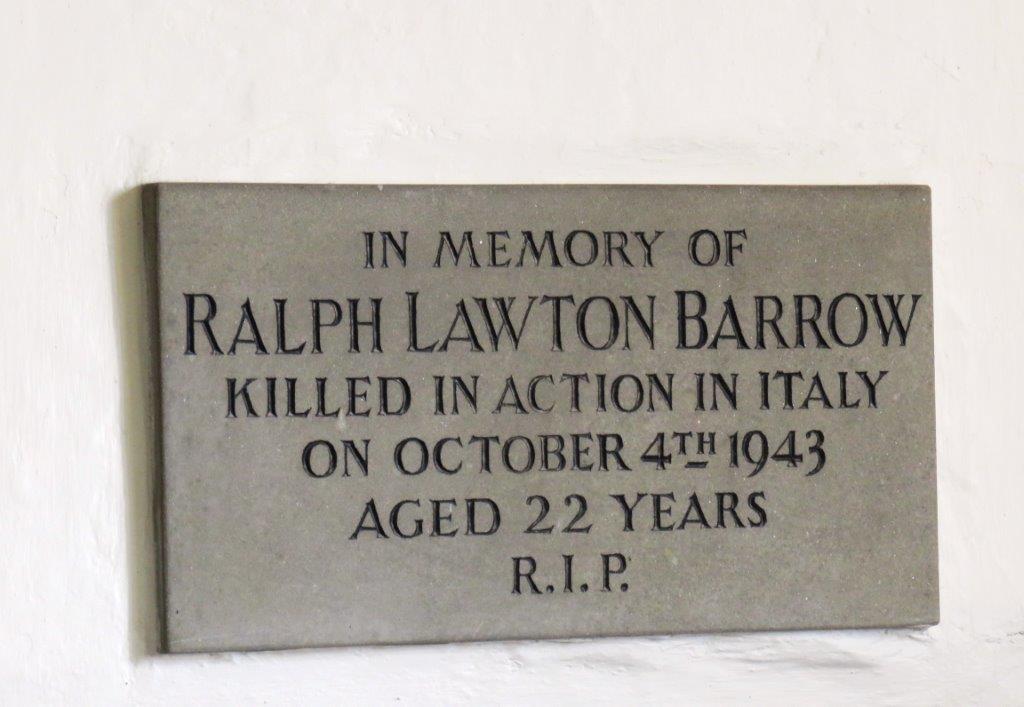 IN MEMORY OF
RALPH LAWTON BARROW
KILLED IN ACTION IN ITALY
ON OCTOBER 4TH 1943
AGED 22 YEARS
R.I.P.